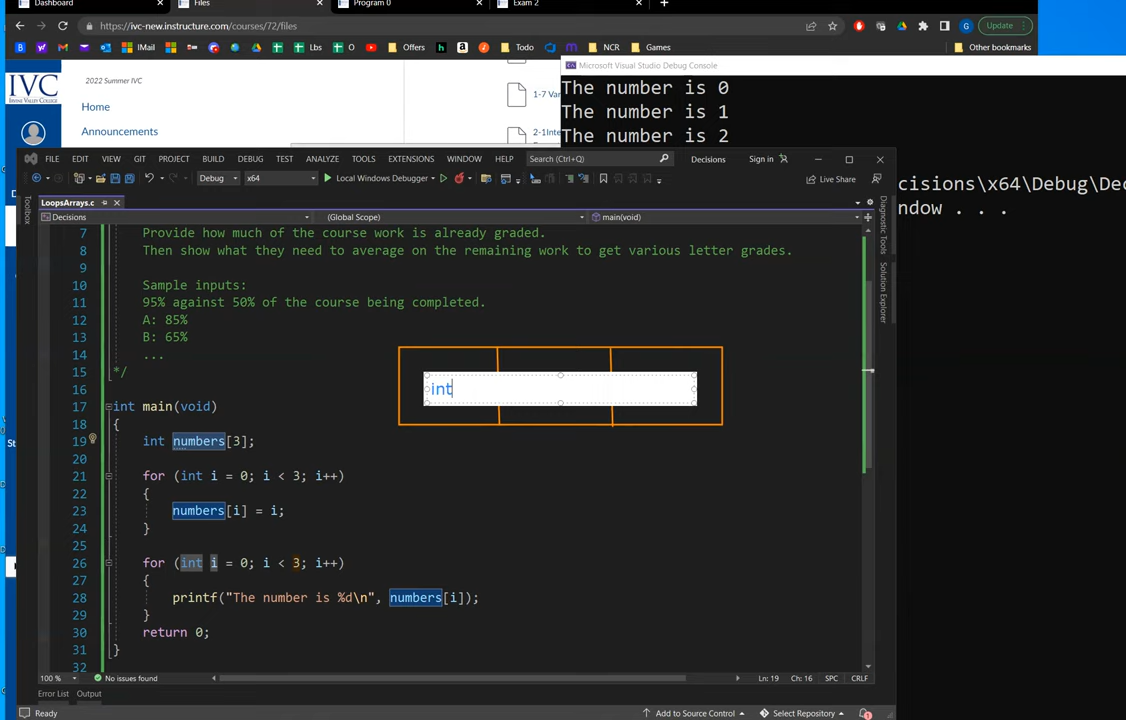 Dashboard
Files
Program 0
Exam 2
https://ivc-new.instructure.com/courses/72/files
Update
IMail
Lbs
O
Offers
Todo
NCR
Games
Other bookmarks
IVC
2022 Summer IVC
Home
Announcements
Microsoft Visual Studio Debug Console
The number is 0
The number is 1
The number is 2
FILE EDIT VIEW GIT PROJECT BUILD DEBUG TEST ANALYZE TOOLS EXTENSIONS WINDOW HELP Search (Ctrl+Q) Decisions Sign in
Debug x64 Local Windows Debugger Live Share
LoopsArrays.c
Decisions (Global Scope) main(void)
Toolbox
Diagnostic Tools
Solution Explorer
7 Provide how much of the course work is already graded.
8 Then show what they need to average on the remaining work to get various letter grades.
9
10 Sample inputs:
11 95% against 50% of the course being completed.
12 A: 85%
13 B: 65%
14 ...
15 */
16
17 int main(void)
18 {
19 int numbers[3];
20
21 for (int i = 0; i < 3; i++)
22 {
23 numbers[i] = i;
24 }
25
26 for (int i = 0; i < 3; i++)
27 {
28 printf("The number is %d\n", numbers[i]);
29 }
30 return 0;
31 }
32
int
100 % No issues found Ln: 19 Ch: 16 SPC CRLF
Error List Output
Ready Add to Source Control Select Repository